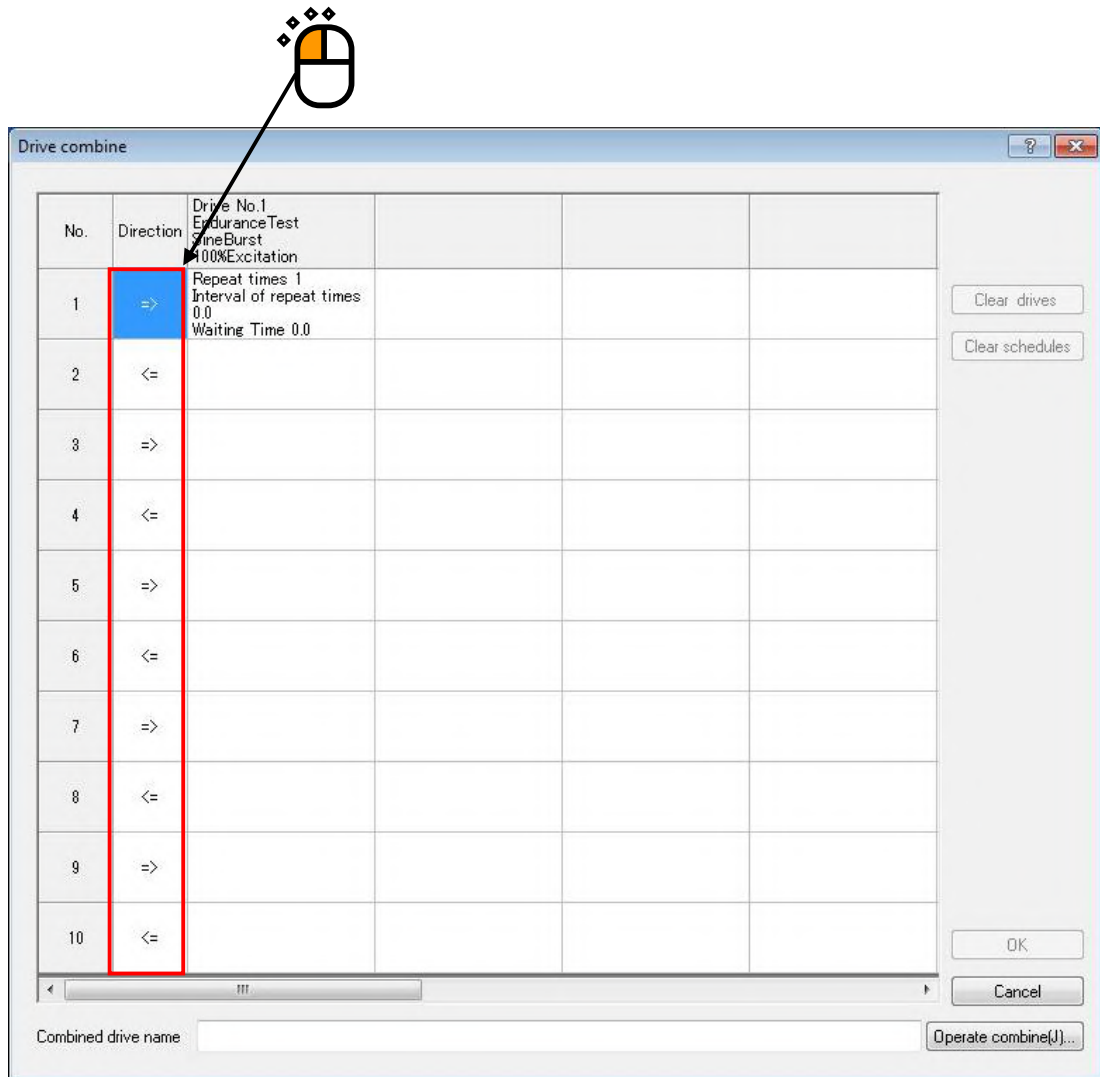 Drive combine
No. Direction Drive No.1
EnduranceTest
SineBurst
100%Excitation
1 => Repeat times 1
Interval of repeat times
0.0
Waiting Time 0.0
Clear drives
Clear schedules
2 <=
3 =>
4 <=
5 =>
6 <=
7 =>
8 <=
9 =>
10 <=
OK
Cancel
Combined drive name
Operate combine(J)...